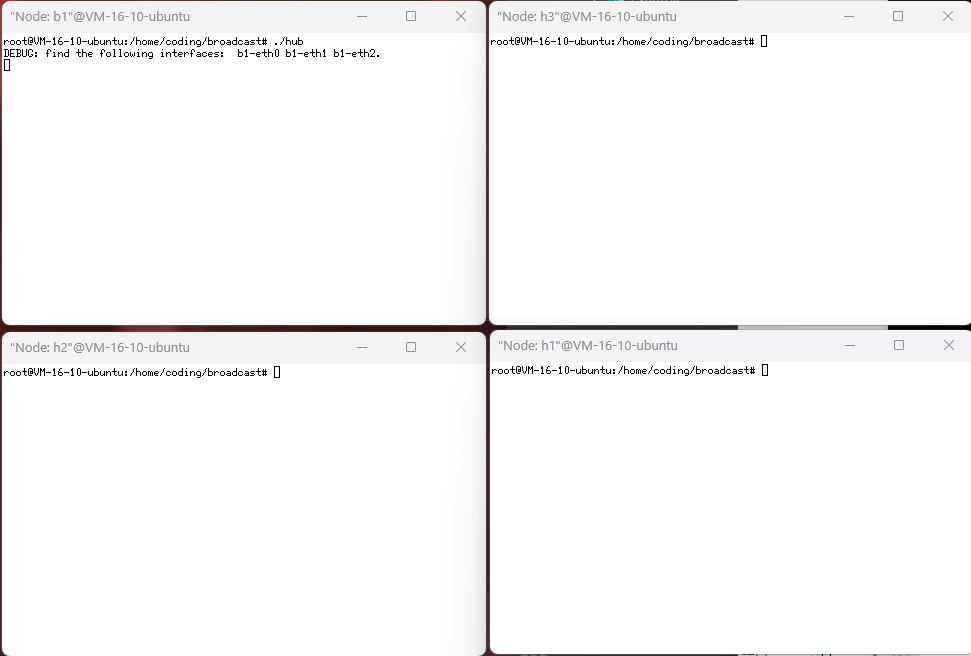 "Node: b1"@VM-16-10-ubuntu
root@VM-16-10-ubuntu:/home/coding/broadcast# ./hub
DEBUG: find the following interfaces:  b1-eth0 b1-eth1 b1-eth2.
"Node: h3"@VM-16-10-ubuntu
root@VM-16-10-ubuntu:/home/coding/broadcast#
"Node: h2"@VM-16-10-ubuntu
root@VM-16-10-ubuntu:/home/coding/broadcast#
"Node: h1"@VM-16-10-ubuntu
root@VM-16-10-ubuntu:/home/coding/broadcast#